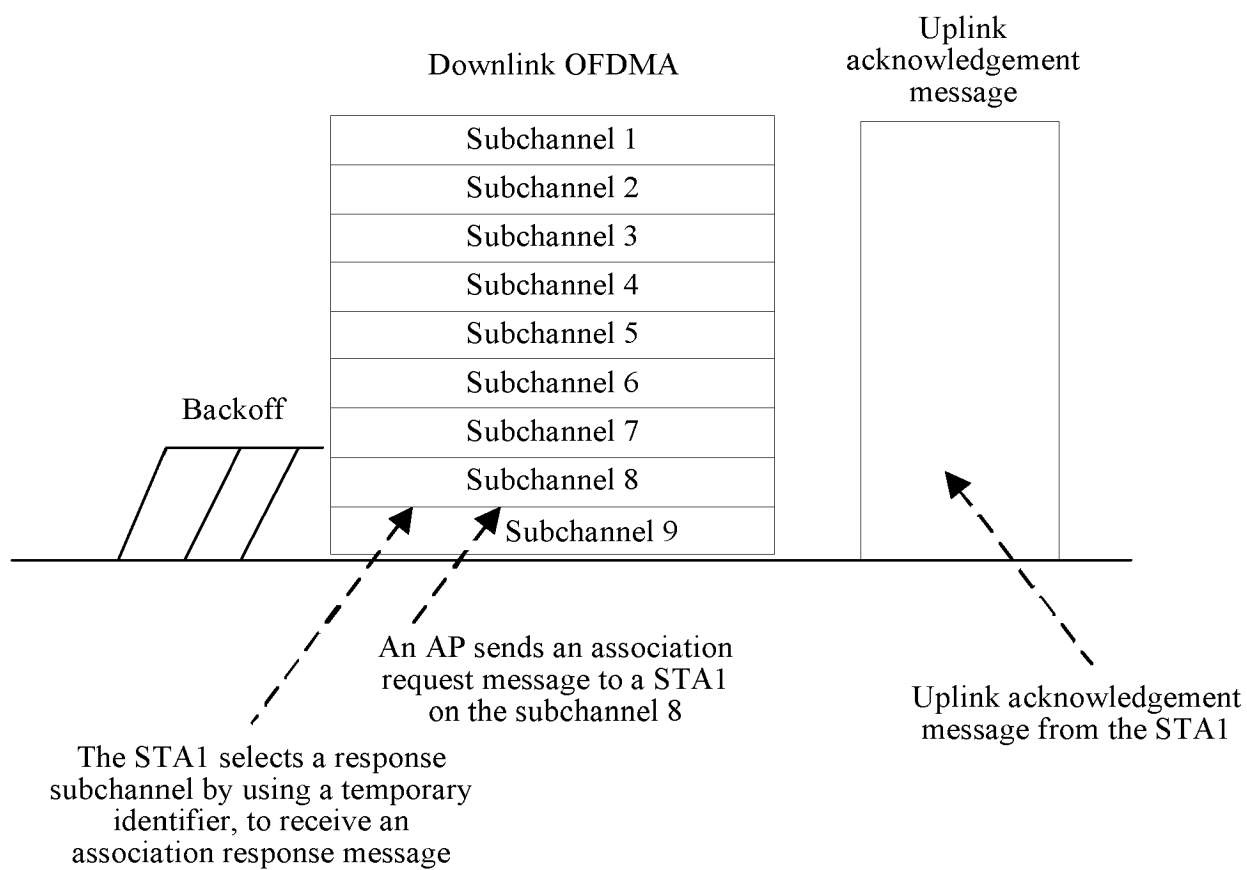 Downlink OFDMA
Uplink
acknowledgement
message
Subchannel 1
Subchannel 2
Subchannel 3
Subchannel 4
Subchannel 5
Subchannel 6
Subchannel 7
Subchannel 8
Subchannel 9
Backoff
An AP sends an association
request message to a STA1
on the subchannel 8
Uplink acknowledgement
message from the STA1
The STA1 selects a response
subchannel by using a temporary
identifier, to receive an
association response message